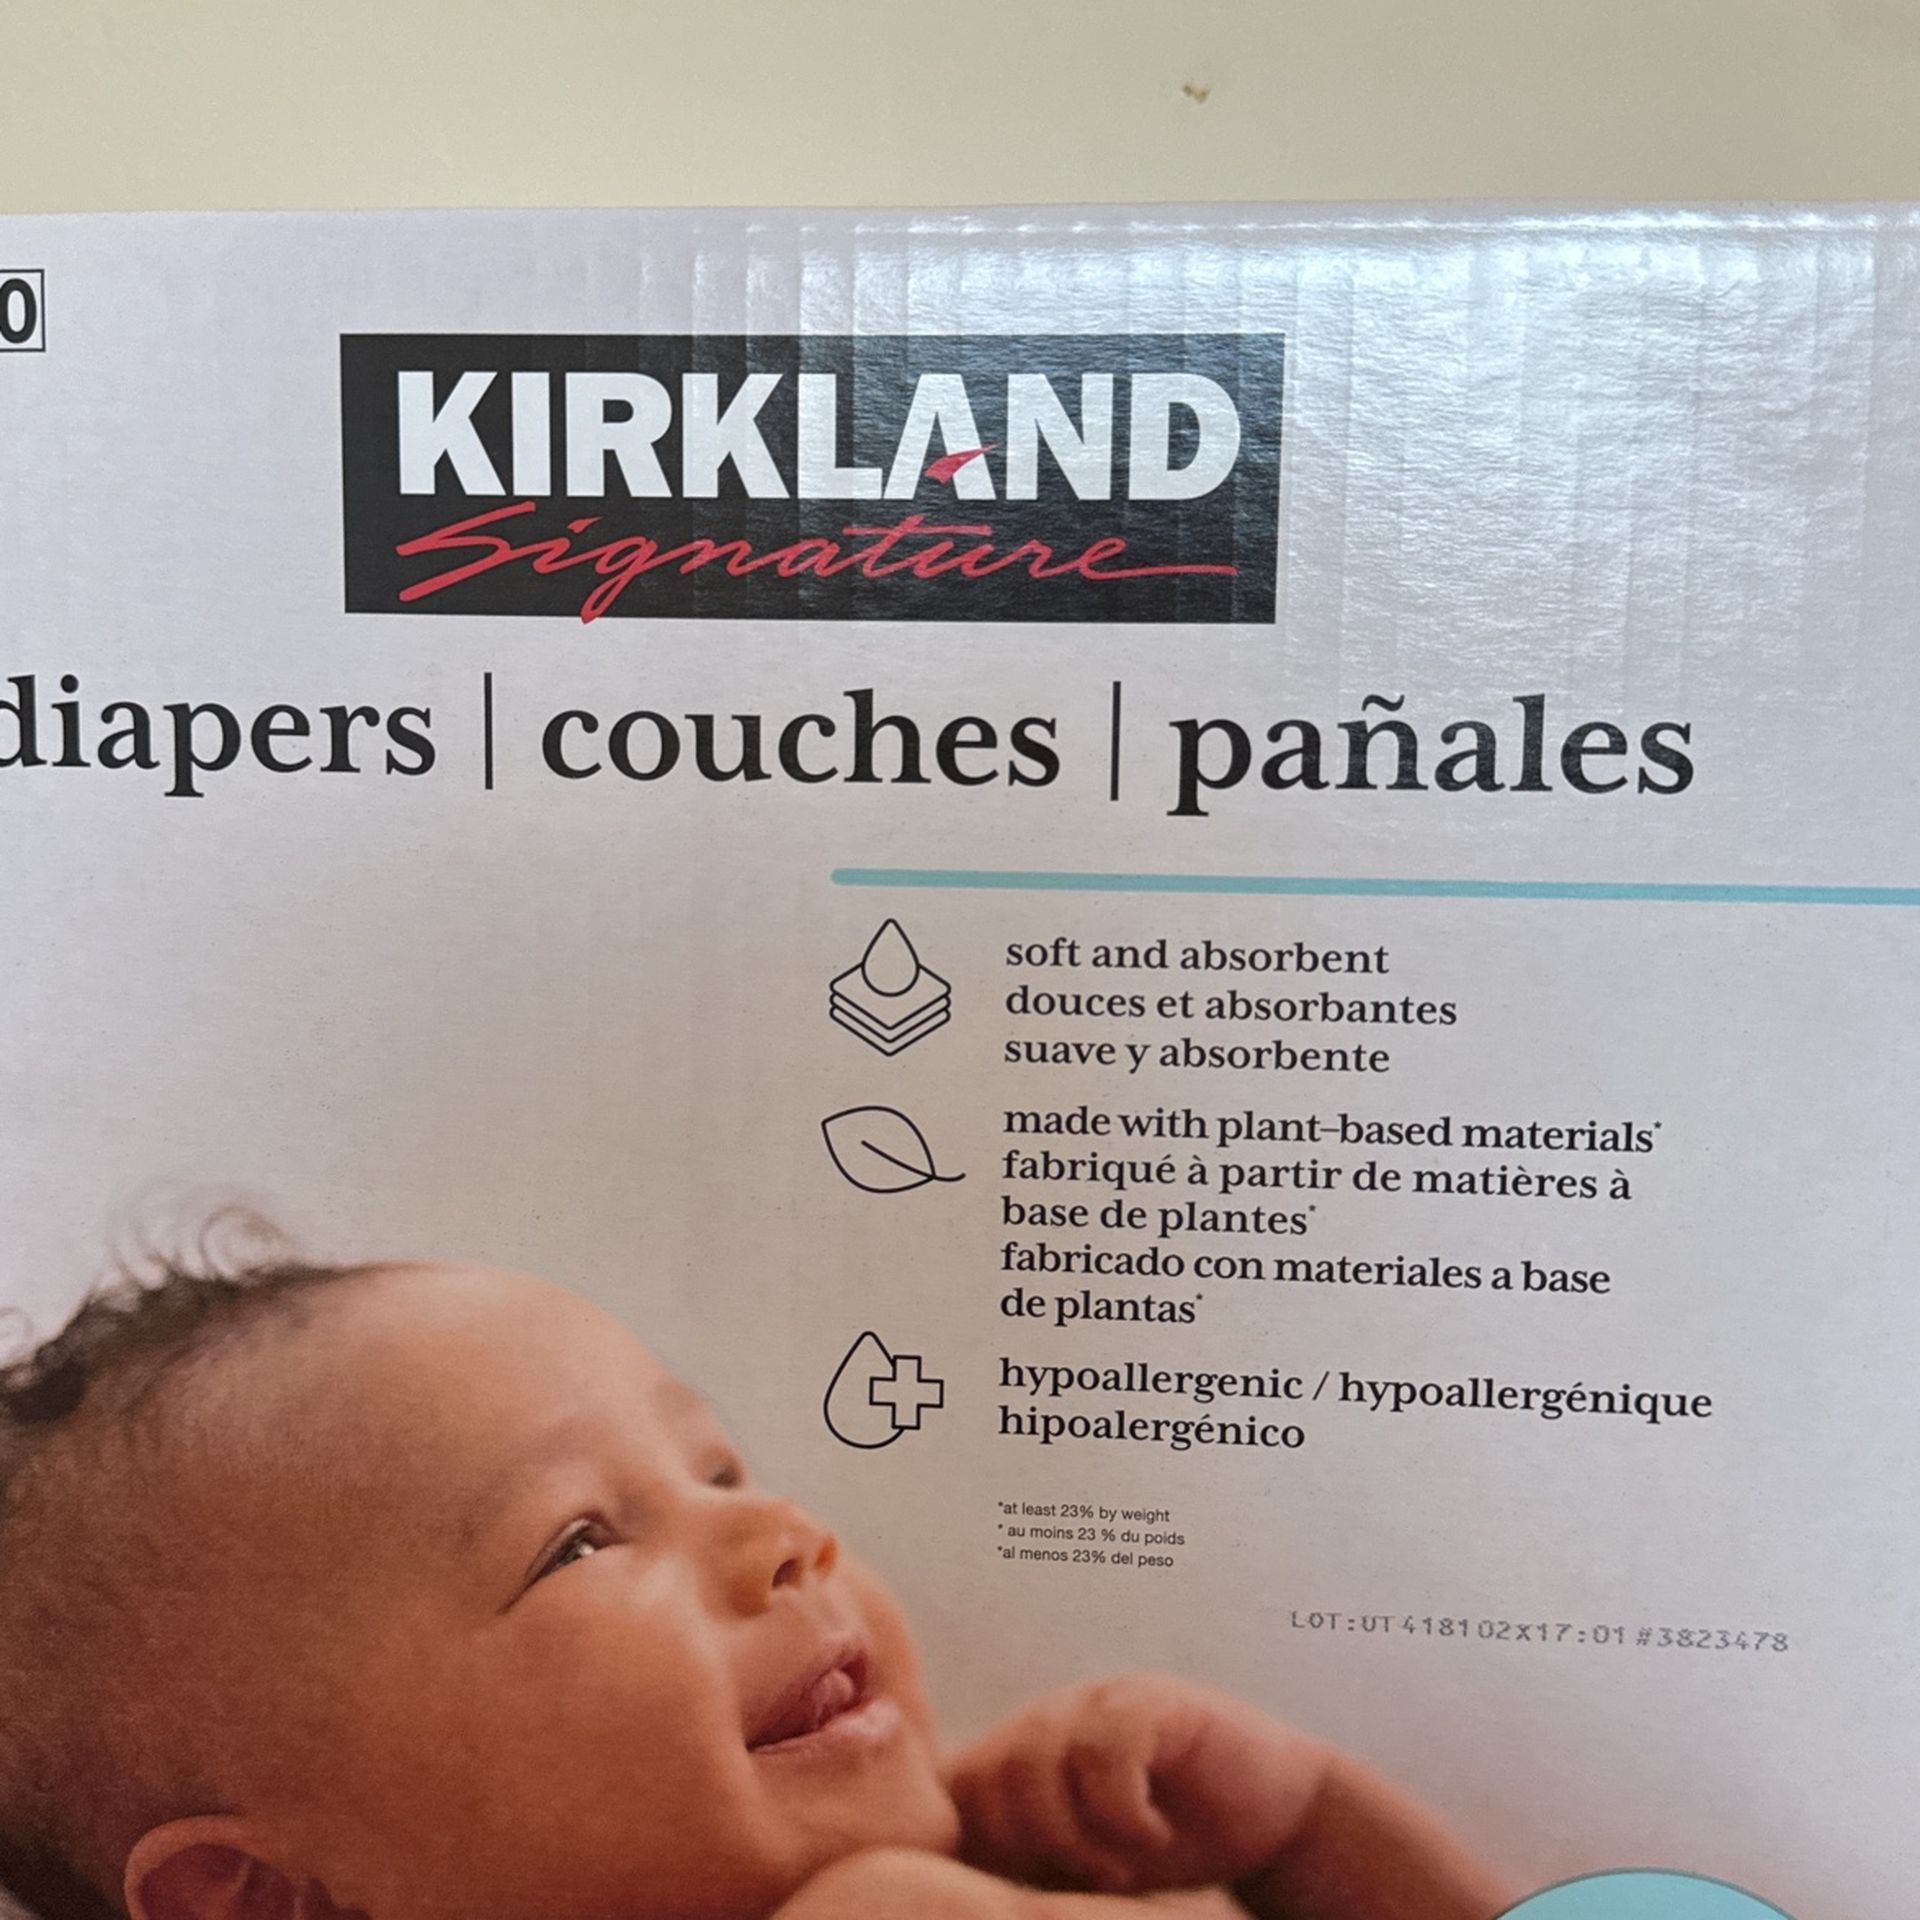 0
KIRKLAND
Signature
diapers | couches | pañales
soft and absorbent
douces et absorbantes
suave y absorbente
made with plant–based materials*
fabriqué à partir de matières à
base de plantes*
fabricado con materiales a base
de plantas*
hypoallergenic / hypoallergénique
hipoalergénico
*at least 23% by weight
* au moins 23 % du poids
*al menos 23% del peso
LOT:UT418102X17:01 #3823478